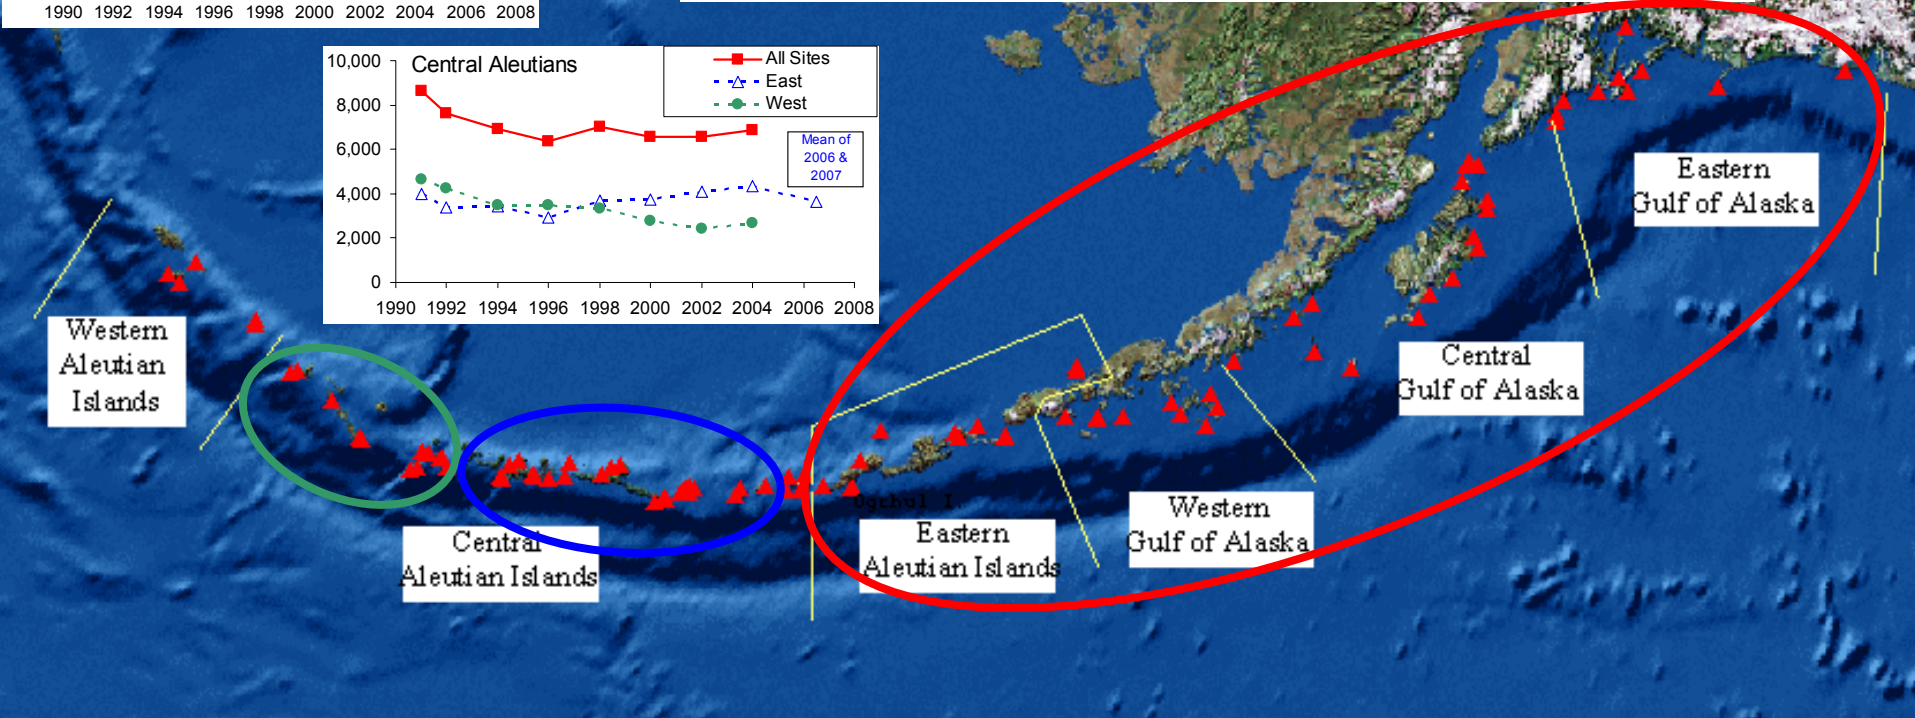 1990 1992 1994 1996 1998 2000 2002 2004 2006 2008
Central Aleutians
All Sites
East
West
Mean of
2006 &
2007
10,000
8,000
6,000
4,000
2,000
0
1990 1992 1994 1996 1998 2000 2002 2004 2006 2008
Eastern
Gulf of Alaska
Western
Aleutian
Islands
Central
Gulf of Alaska
Western
Gulf of Alaska
Eastern
Aleutian Islands
Central
Aleutian Islands